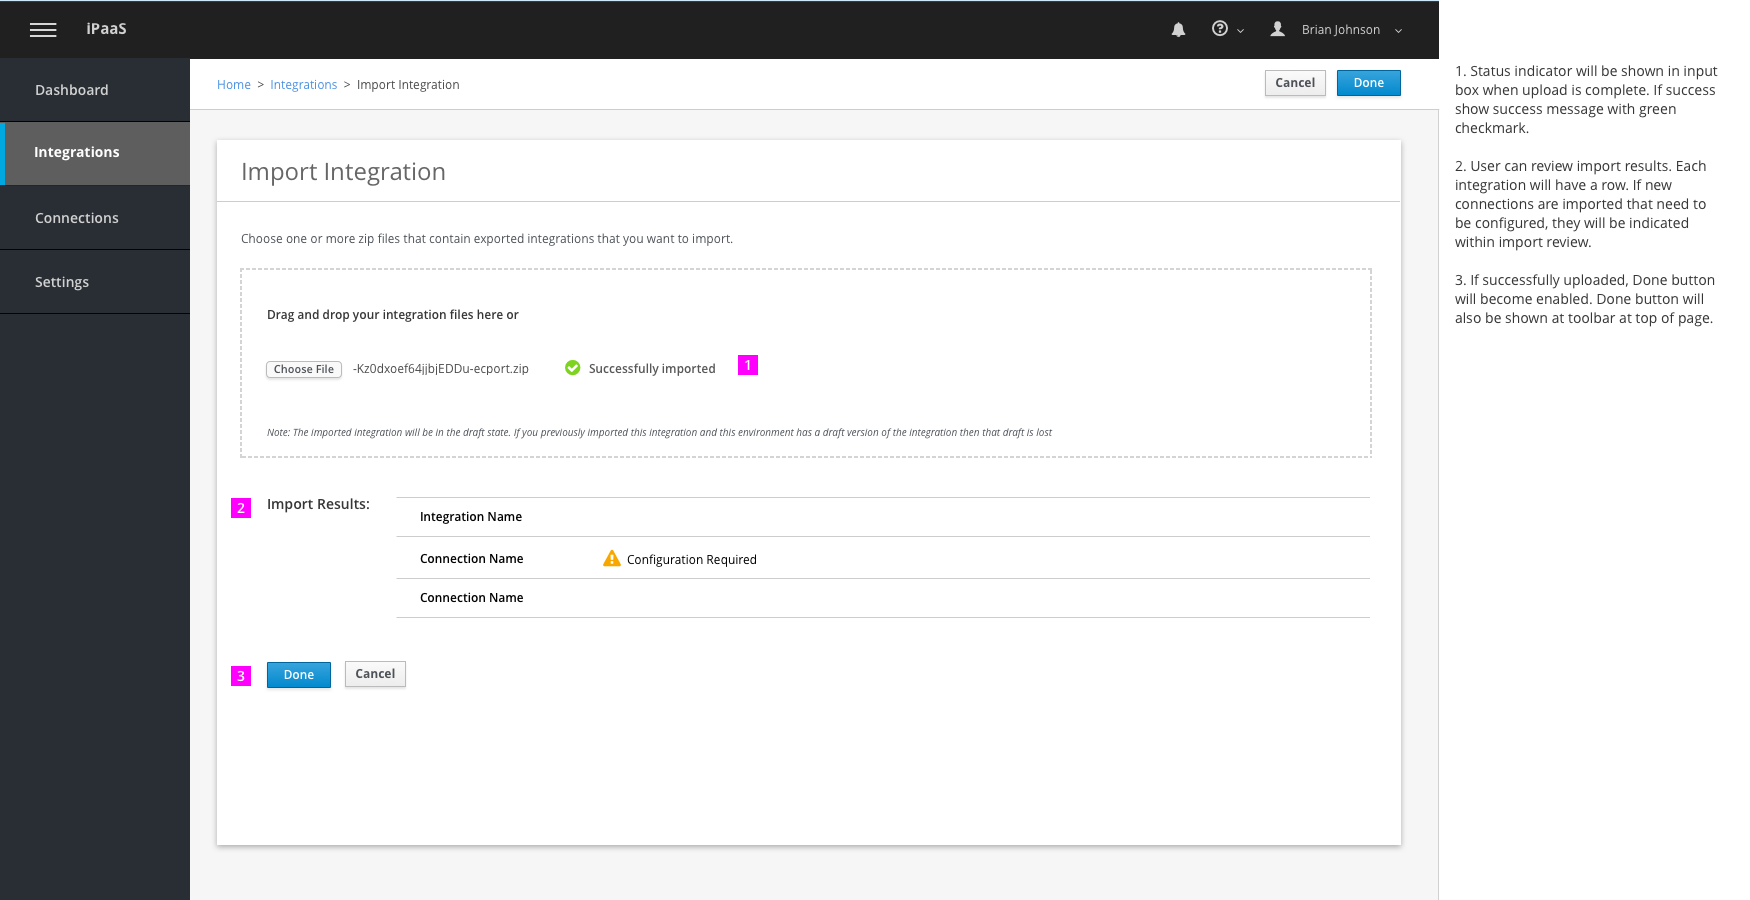 iPaaS
Brian Johnson
Dashboard
Integrations
Connections
Settings
Home > Integrations > Import Integration
Cancel
Done
Import Integration
Choose one or more zip files that contain exported integrations that you want to import.
Drag and drop your integration files here or
Choose File -Kz0dxoef64jjbjEDDu-ecport.zip Successfully imported 1
Note: The imported integration will be in the draft state. If you previously imported this integration and this environment has a draft version of the integration then that draft is lost
2 Import Results:
Integration Name
Connection Name Configuration Required
Connection Name
3 Done Cancel
1. Status indicator will be shown in input
box when upload is complete. If success
show success message with green
checkmark.
2. User can review import results. Each
integration will have a row. If new
connections are imported that need to
be configured, they will be indicated
within import review.
3. If successfully uploaded, Done button
will become enabled. Done button will
also be shown at toolbar at top of page.